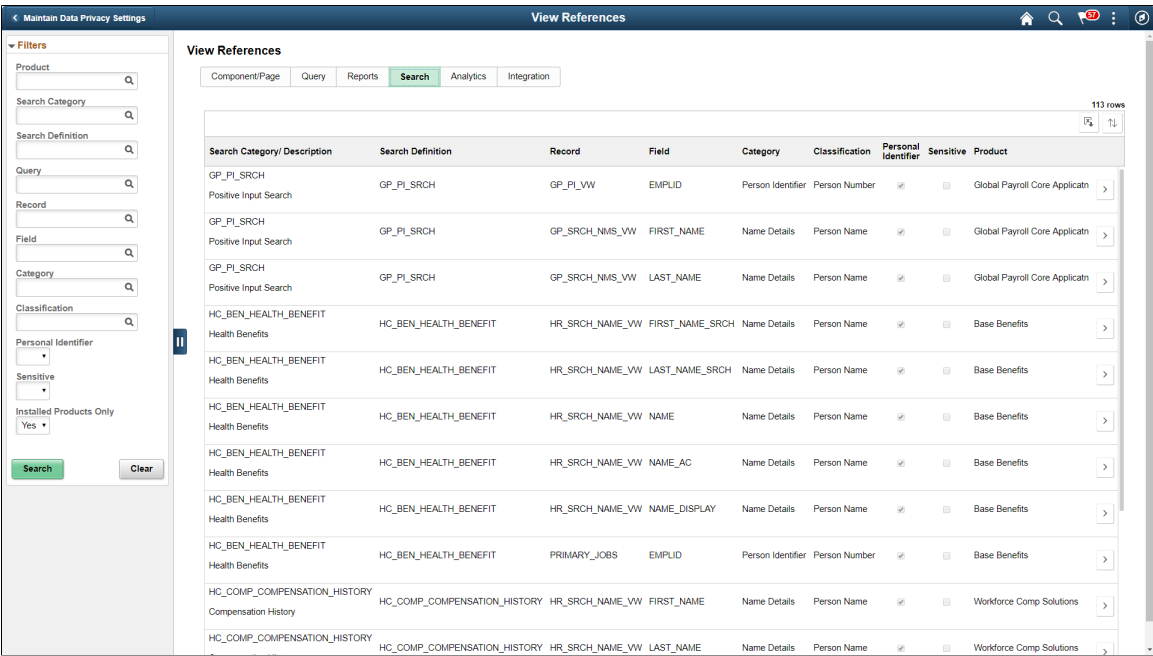 Maintain Data Privacy Settings
View References
57
Filters
Product
Search Category
Search Definition
Query
Record
Field
Category
Classification
Personal Identifier
Sensitive
Installed Products Only
Yes
Search
Clear
View References
Component/Page Query Reports Search Analytics Integration
113 rows
Search Category/ Description Search Definition Record Field Category Classification Personal Identifier Sensitive Product
GP_PI_SRCH
Positive Input Search
GP_PI_SRCH GP_PI_VW EMPLID Person Identifier Person Number Global Payroll Core Applicatn
GP_PI_SRCH
Positive Input Search
GP_PI_SRCH GP_SRCH_NMS_VW FIRST_NAME Name Details Person Name Global Payroll Core Applicatn
GP_PI_SRCH
Positive Input Search
GP_PI_SRCH GP_SRCH_NMS_VW LAST_NAME Name Details Person Name Global Payroll Core Applicatn
HC_BEN_HEALTH_BENEFIT
Health Benefits
HC_BEN_HEALTH_BENEFIT HR_SRCH_NAME_VW FIRST_NAME_SRCH Name Details Person Name Base Benefits
HC_BEN_HEALTH_BENEFIT
Health Benefits
HC_BEN_HEALTH_BENEFIT HR_SRCH_NAME_VW LAST_NAME_SRCH Name Details Person Name Base Benefits
HC_BEN_HEALTH_BENEFIT
Health Benefits
HC_BEN_HEALTH_BENEFIT HR_SRCH_NAME_VW NAME Name Details Person Name Base Benefits
HC_BEN_HEALTH_BENEFIT
Health Benefits
HC_BEN_HEALTH_BENEFIT HR_SRCH_NAME_VW NAME_AC Name Details Person Name Base Benefits
HC_BEN_HEALTH_BENEFIT
Health Benefits
HC_BEN_HEALTH_BENEFIT HR_SRCH_NAME_VW NAME_DISPLAY Name Details Person Name Base Benefits
HC_BEN_HEALTH_BENEFIT
Health Benefits
HC_BEN_HEALTH_BENEFIT PRIMARY_JOBS EMPLID Person Identifier Person Number Base Benefits
HC_COMP_COMPENSATION_HISTORY
Compensation History
HC_COMP_COMPENSATION_HISTORY HR_SRCH_NAME_VW FIRST_NAME Name Details Person Name Workforce Comp Solutions
HC_COMP_COMPENSATION_HISTORY
HC_COMP_COMPENSATION_HISTORY HR_SRCH_NAME_VW LAST_NAME Name Details Person Name Workforce Comp Solutions